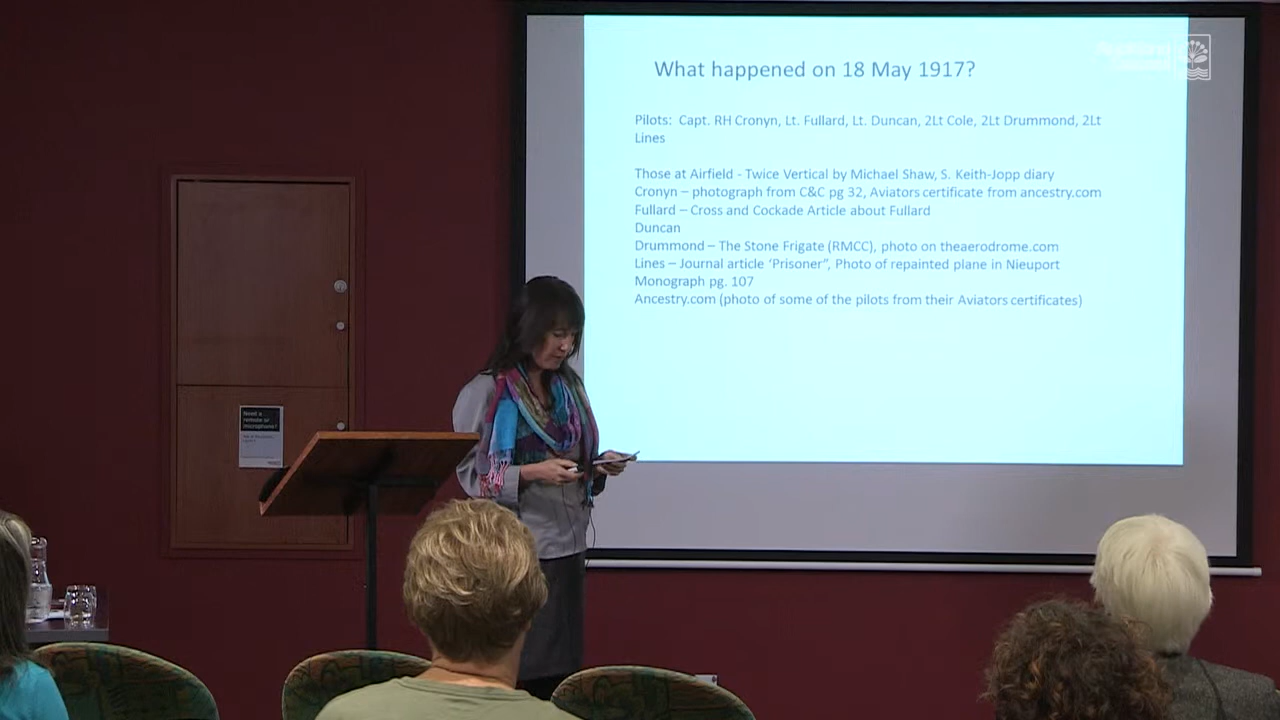 What happened on 18 May 1917?
Pilots: Capt. RH Cronyn, Lt. Fullard, Lt. Duncan, 2Lt Cole, 2Lt Drummond, 2Lt
Lines
Those at Airfield - Twice Vertical by Michael Shaw, S. Keith-Jopp diary
Cronyn – photograph from C&C pg 32, Aviators certificate from ancestry.com
Fullard – Cross and Cockade Article about Fullard
Duncan
Drummond – The Stone Frigate (RMCC), photo on theaerodrome.com
Lines – Journal article ‘Prisoner”, Photo of repainted plane in Nieuport
Monograph pg. 107
Ancestry.com (photo of some of the pilots from their Aviators certificates)
Need a
remote or
microphone?